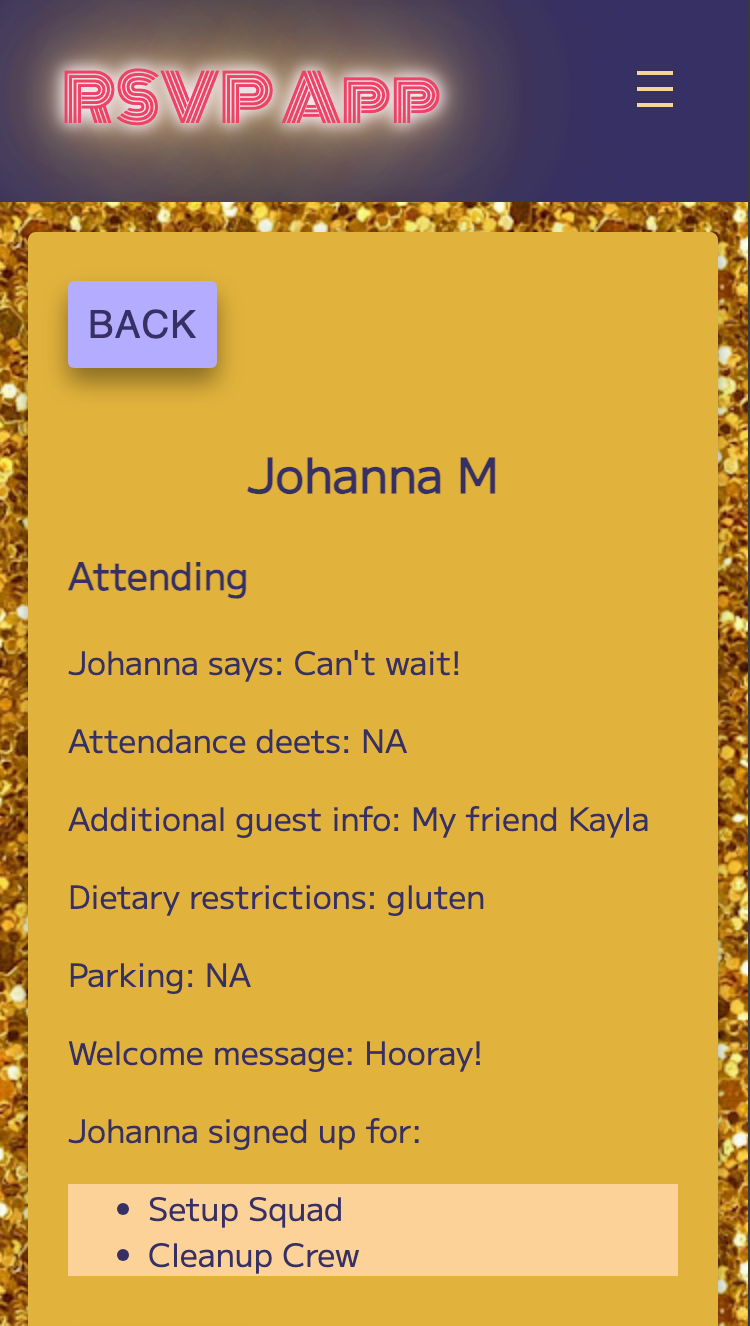 RSVP App
BACK
Johanna M
Attending
Johanna says: Can't wait!
Attendance deets: NA
Additional guest info: My friend Kayla
Dietary restrictions: gluten
Parking: NA
Welcome message: Hooray!
Johanna signed up for:
• Setup Squad
• Cleanup Crew